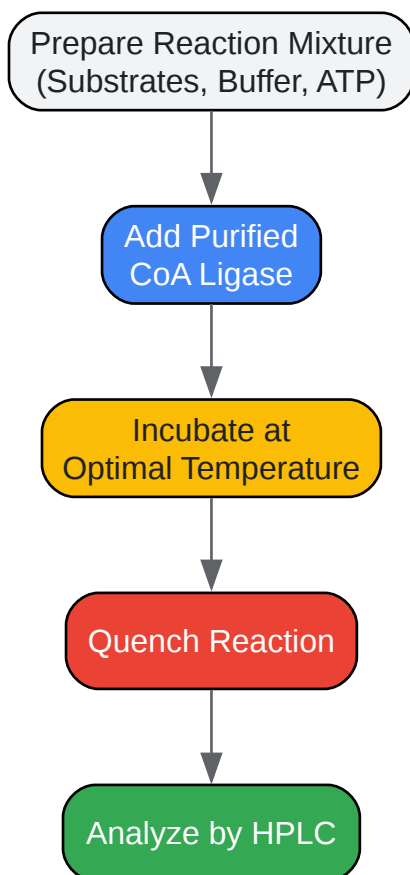 Prepare Reaction Mixture
(Substrates, Buffer, ATP)
Add Purified
CoA Ligase
Incubate at
Optimal Temperature
Quench Reaction
Analyze by HPLC